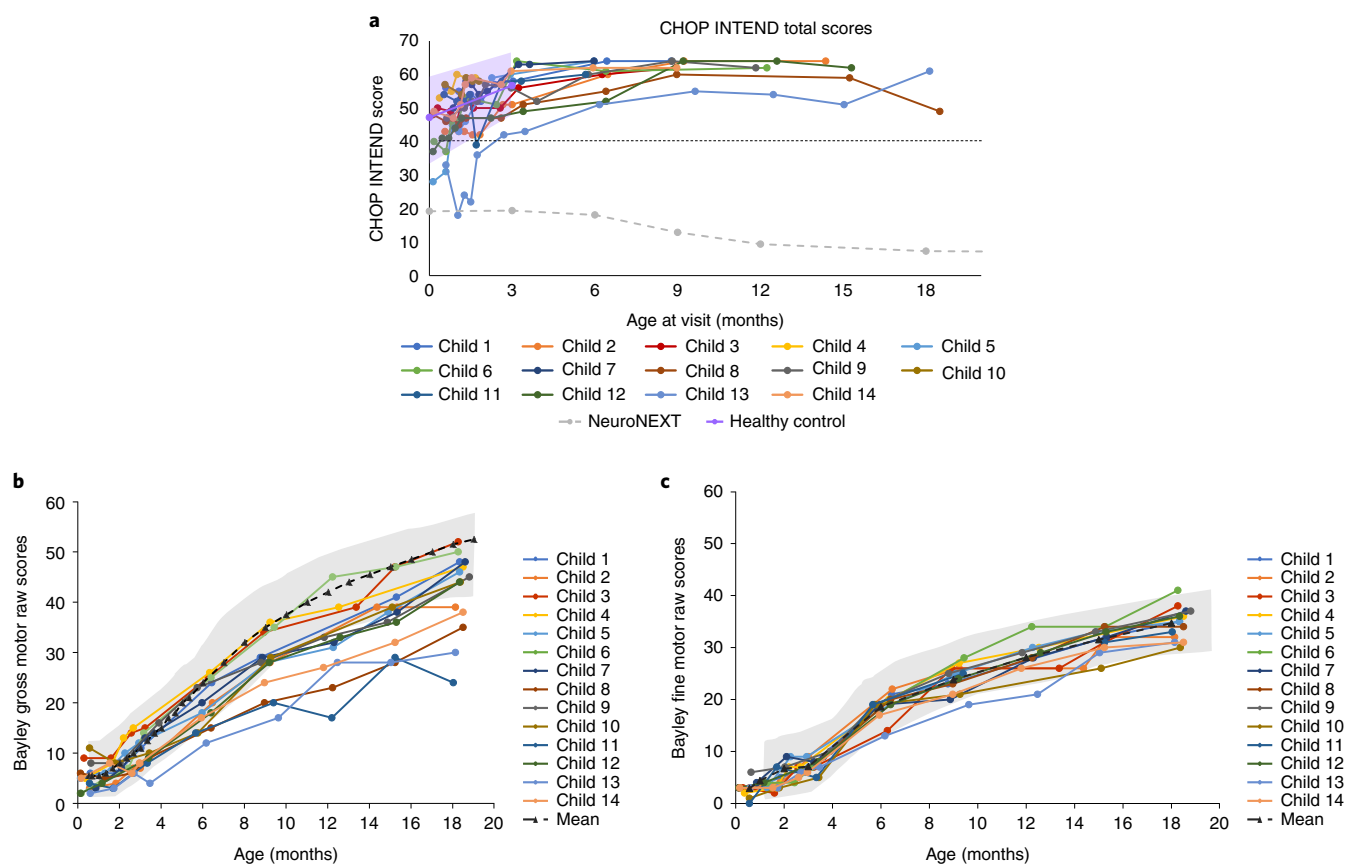 a
CHOP INTEND total scores
CHOP INTEND score
70
60
50
40
30
20
10
0
0 3 6 9 12 15 18
Age at visit (months)
Child 1 Child 2 Child 3 Child 4 Child 5
Child 6 Child 7 Child 8 Child 9 Child 10
Child 11 Child 12 Child 13 Child 14
NeuroNEXT Healthy control
b
Bayley gross motor raw scores
60
50
40
30
20
10
0
0 2 4 6 8 10 12 14 16 18 20
Age (months)
Child 1
Child 2
Child 3
Child 4
Child 5
Child 6
Child 7
Child 8
Child 9
Child 10
Child 11
Child 12
Child 13
Child 14
Mean
c
Bayley fine motor raw scores
60
50
40
30
20
10
0
0 2 4 6 8 10 12 14 16 18 20
Age (months)
Child 1
Child 2
Child 3
Child 4
Child 5
Child 6
Child 7
Child 8
Child 9
Child 10
Child 11
Child 12
Child 13
Child 14
Mean